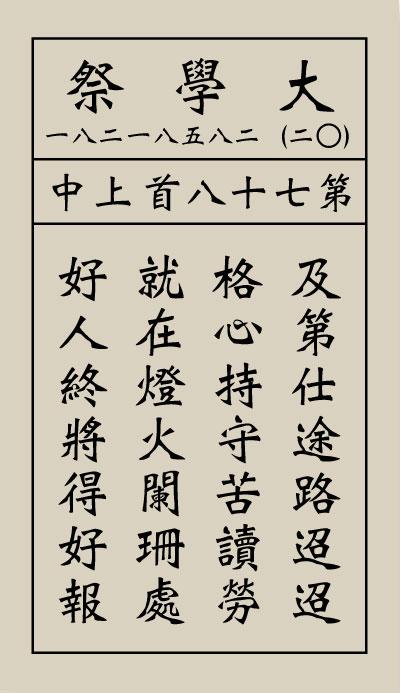 大學祭
(〇二)二八五八一二八一
第七十八首上中
及第仕途路迢迢
格心持守苦讀勞
就在燈火闌珊處
好人終將得好報